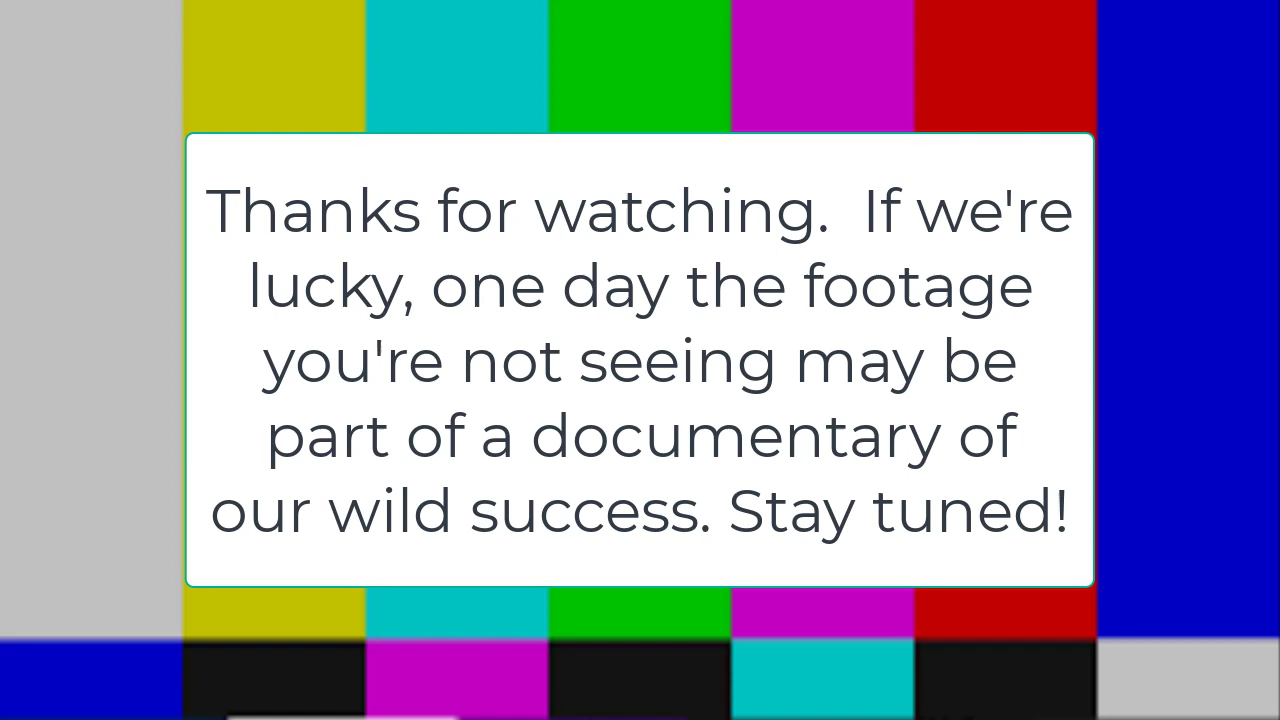 Thanks for watching.  If we're
lucky, one day the footage
you're not seeing may be
part of a documentary of
our wild success. Stay tuned!